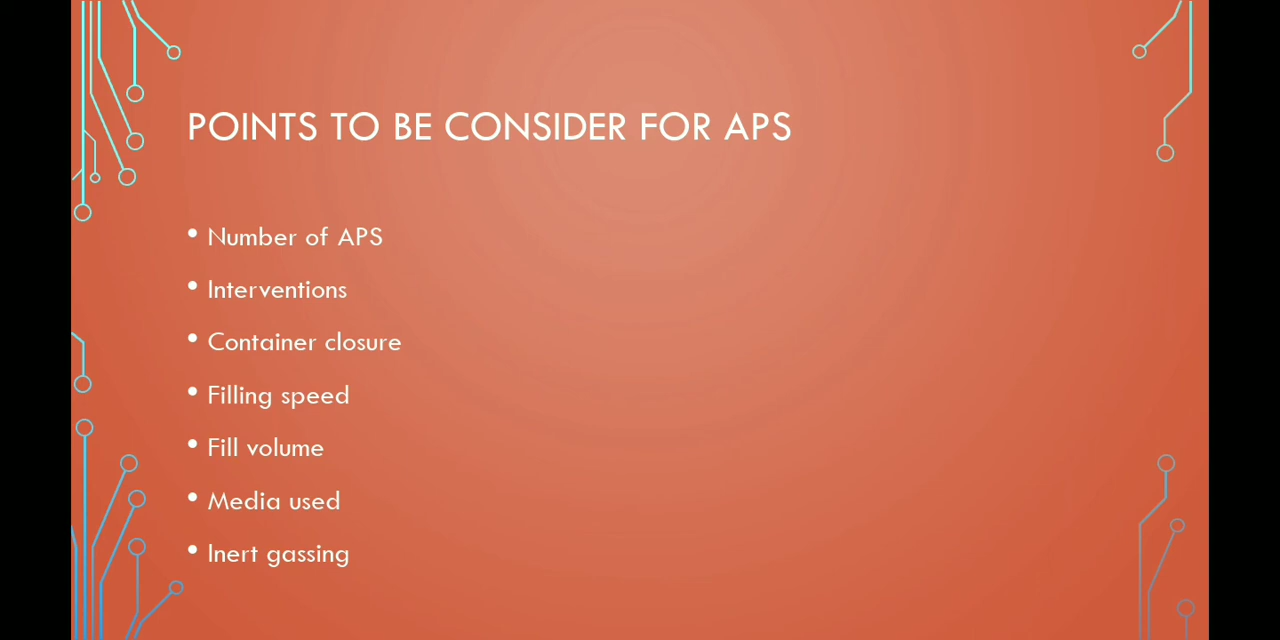 POINTS TO BE CONSIDER FOR APS
• Number of APS
• Interventions
• Container closure
• Filling speed
• Fill volume
• Media used
• Inert gassing